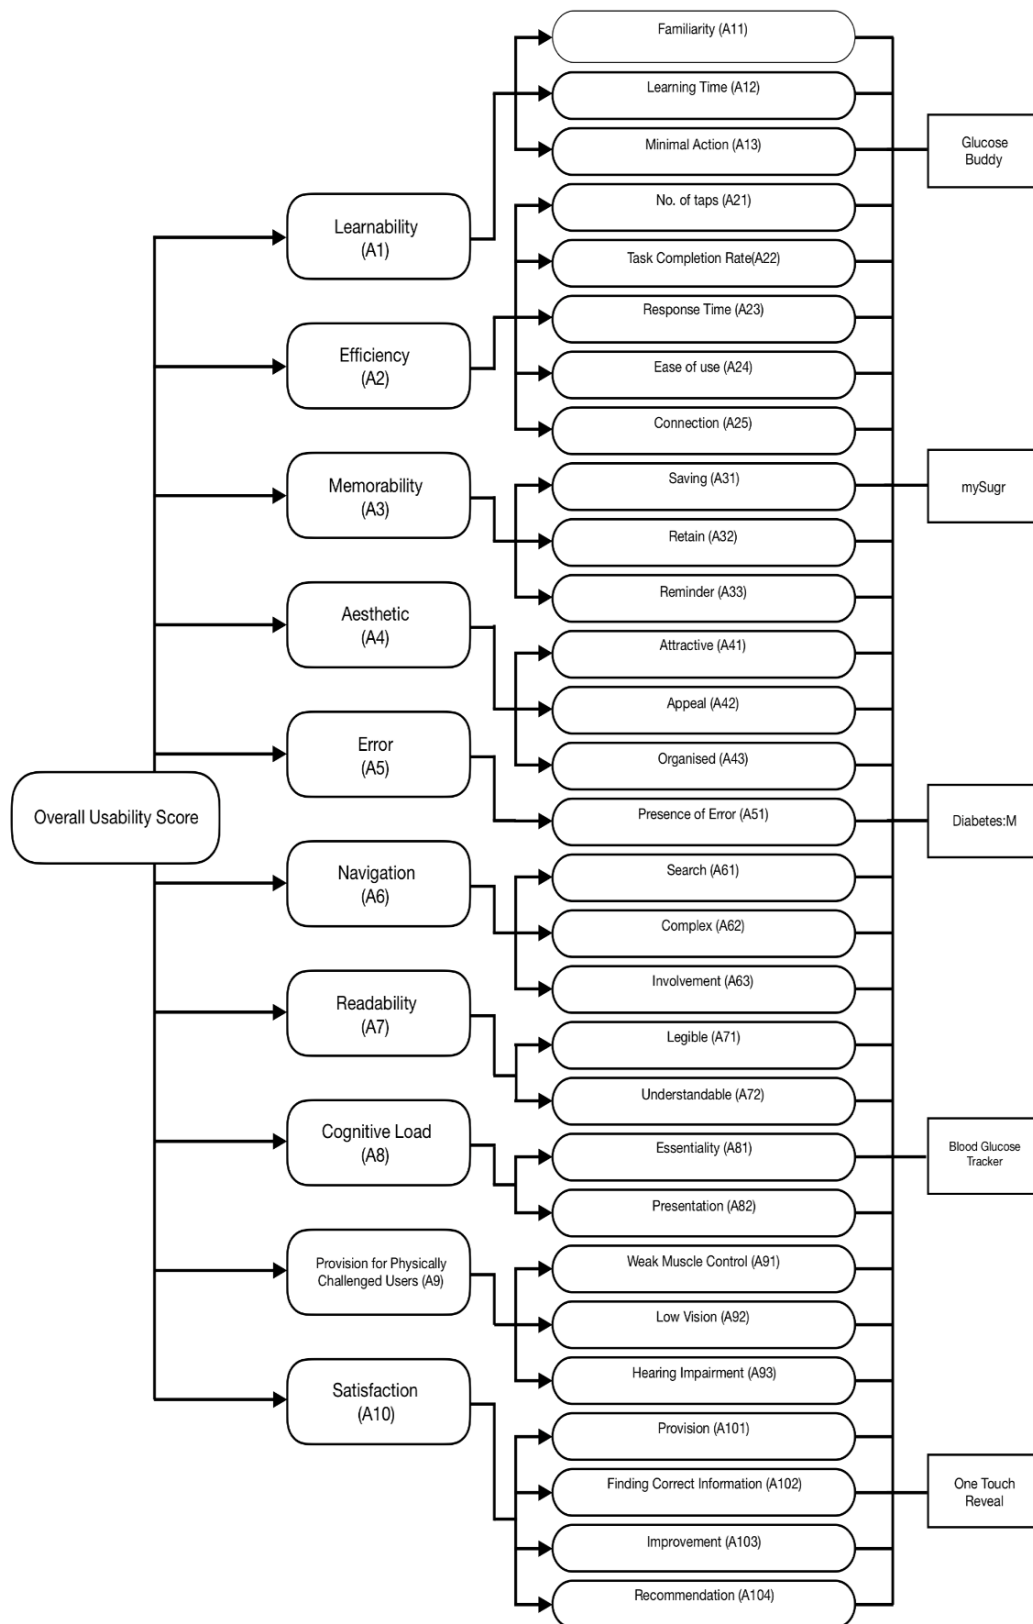 Overall Usability Score
Learnability
(A1)
Efficiency
(A2)
Memorability
(A3)
Aesthetic
(A4)
Error
(A5)
Navigation
(A6)
Readability
(A7)
Cognitive Load
(A8)
Provision for Physically
Challenged Users (A9)
Satisfaction
(A10)
Familiarity (A11)
Learning Time (A12)
Minimal Action (A13)
No. of taps (A21)
Task Completion Rate(A22)
Response Time (A23)
Ease of use (A24)
Connection (A25)
Saving (A31)
Retain (A32)
Reminder (A33)
Attractive (A41)
Appeal (A42)
Organised (A43)
Presence of Error (A51)
Search (A61)
Complex (A62)
Involvement (A63)
Legible (A71)
Understandable (A72)
Essentiality (A81)
Presentation (A82)
Weak Muscle Control (A91)
Low Vision (A92)
Hearing Impairment (A93)
Provision (A101)
Finding Correct Information (A102)
Improvement (A103)
Recommendation (A104)
Glucose
Buddy
mySugr
Diabetes:M
Blood Glucose
Tracker
One Touch
Reveal